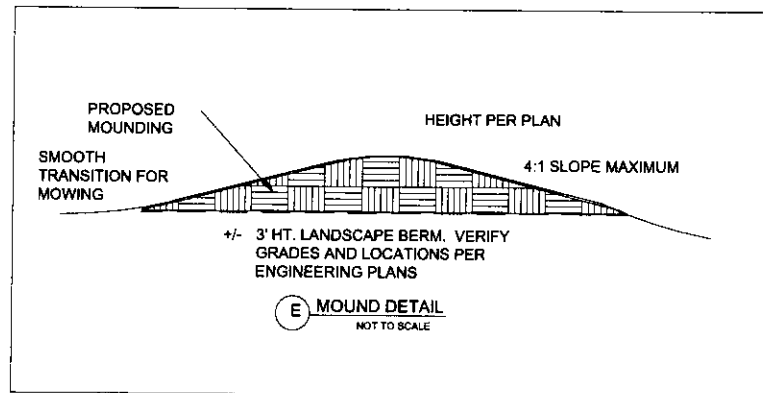 PROPOSED
MOUNDING
HEIGHT PER PLAN
SMOOTH
TRANSITION FOR
MOWING
4:1 SLOPE MAXIMUM
+/- 3' HT. LANDSCAPE BERM. VERIFY
GRADES AND LOCATIONS PER
ENGINEERING PLANS
E MOUND DETAIL
NOT TO SCALE